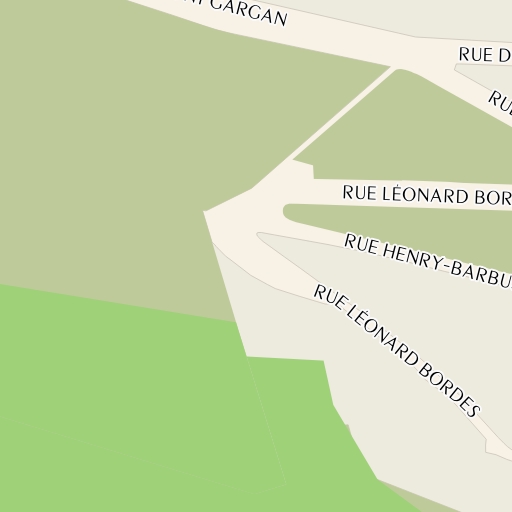 GARGAN
RUE D
RUE LÉONARD BOR
RUE HENRY-BARBU
RUE LÉONARD BORDES